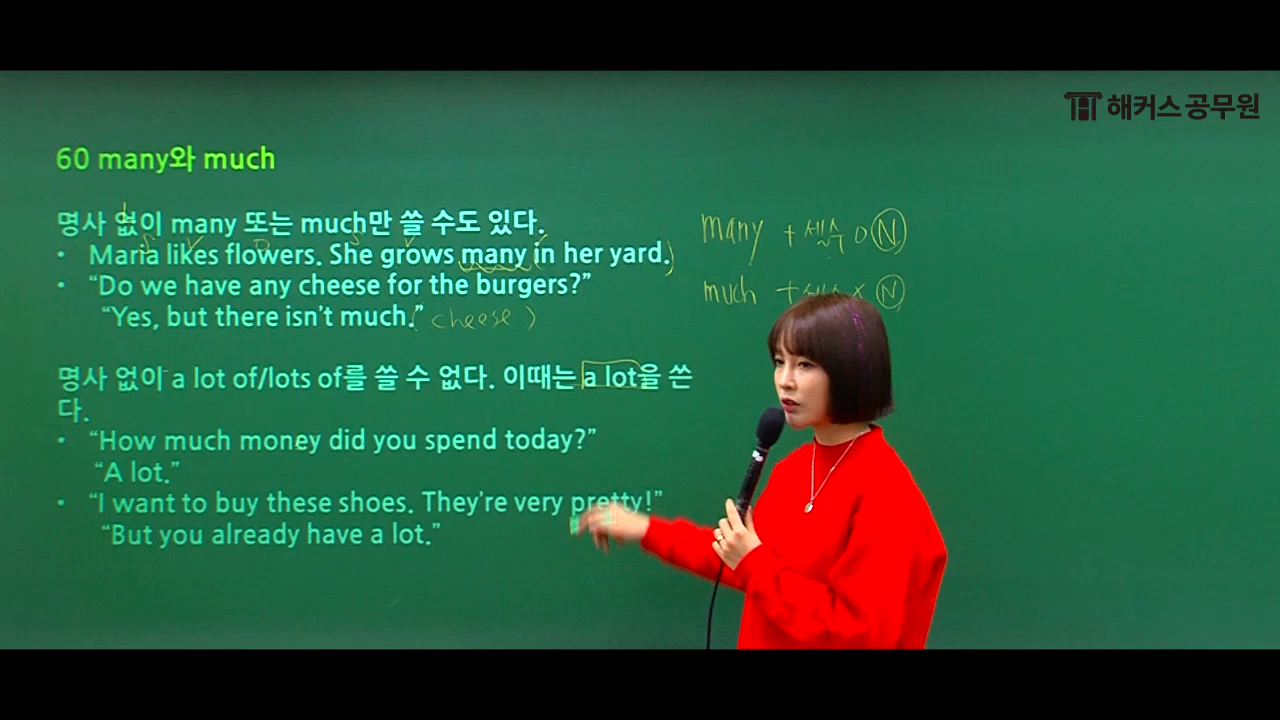 해커스공무원
60 many와 much
명사 없이 many 또는 much만 쓸 수도 있다.
• Maria likes flowers. She grows many in her yard.
• “Do we have any cheese for the burgers?”
“Yes, but there isn’t much.” (cheese)
명사 없이 a lot of/lots of를 쓸 수 없다. 이때는 a lot을 쓴
다.
• “How much money did you spend today?”
“A lot.”
• “I want to buy these shoes. They’re very pretty!”
“But you already have a lot.”
many + 셀수 O N
much + 셀수 X N